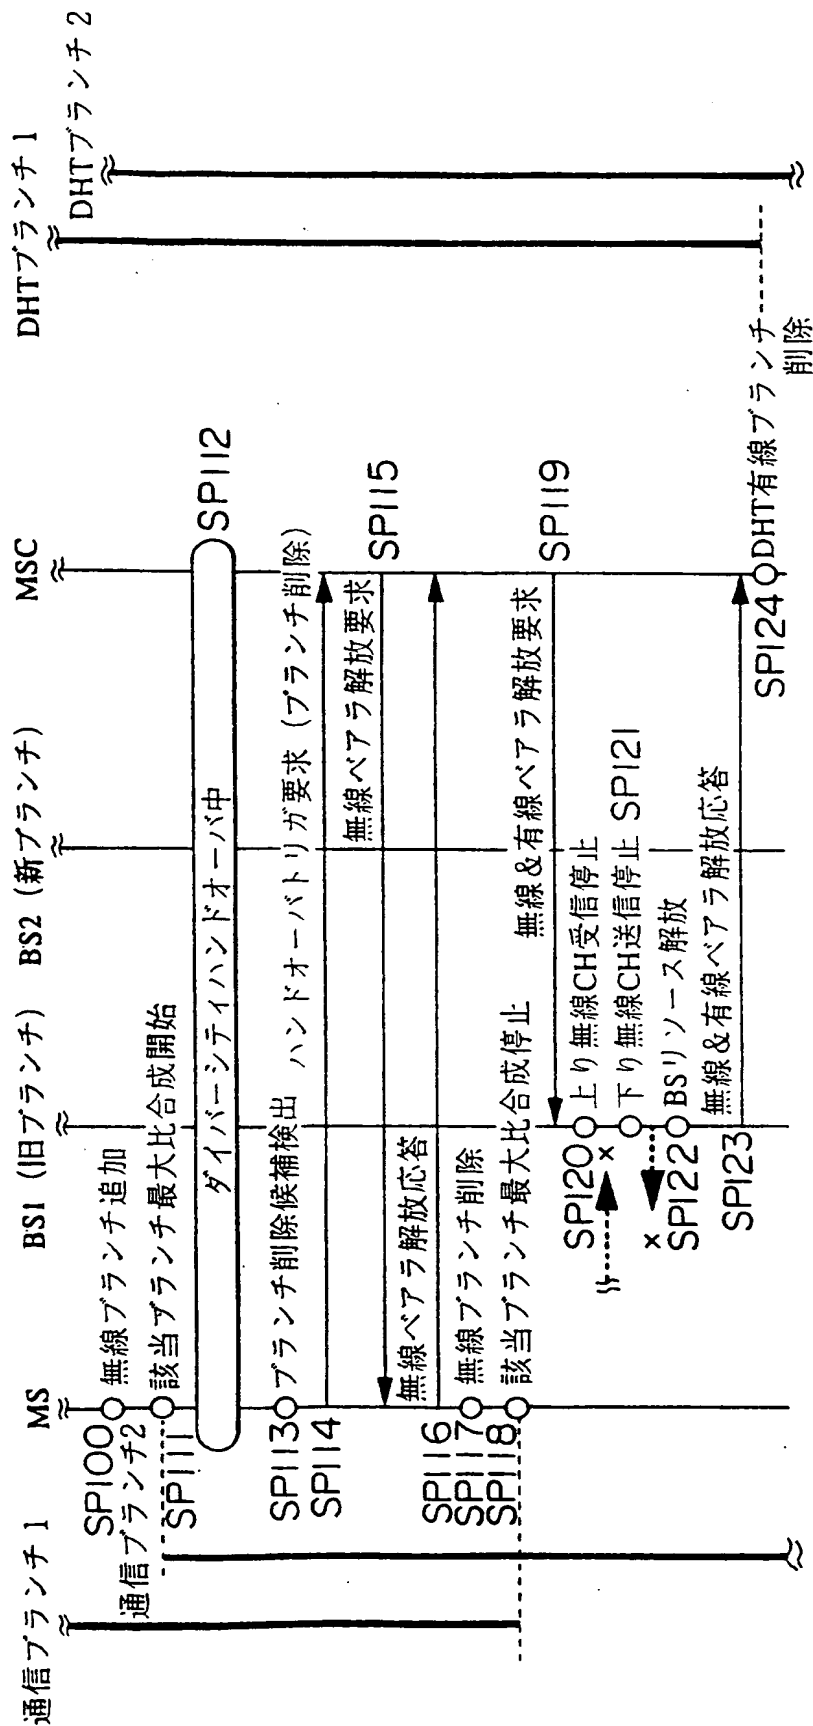 通信ブランチ1
MS
BS1 (旧ブランチ)
BS2 (新ブランチ)
MSC
DHTブランチ1
DHTブランチ2
SP100
無線ブランチ追加
通信ブランチ2
SP111
該当ブランチ最大比合成開始
ダイバーシティハンドオーバ中
SP112
SP113
ブランチ削除候補検出
SP114
ハンドオーバトリガ要求 (ブランチ削除)
無線ベアラ解放要求
SP115
無線ベアラ解放応答
SP116
SP117
無線ブランチ削除
SP118
該当ブランチ最大比合成停止
無線&有線ベアラ解放要求
SP119
SP120
上り無線CH受信停止
×
下り無線CH送信停止
SP121
×
SP122
BSリソース解放
無線&有線ベアラ解放応答
SP123
SP124
DHT有線ブランチ
削除